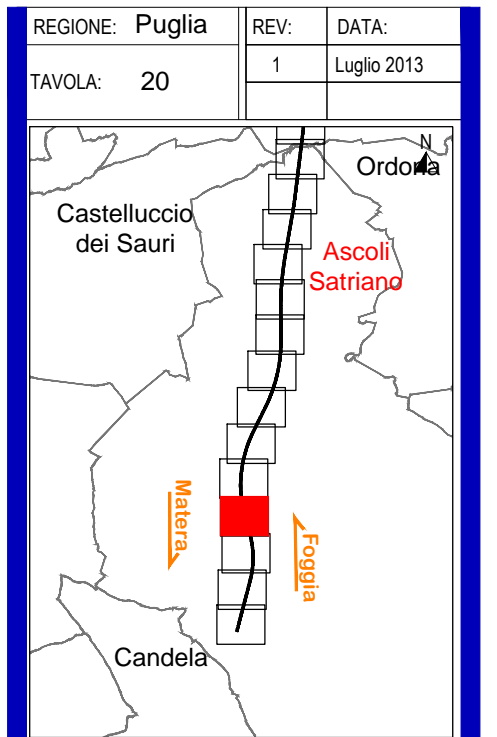 REGIONE: Puglia
REV:
DATA:
1
Luglio 2013
TAVOLA: 20
N
Ordona
Castelluccio
dei Sauri
Ascoli
Satriano
Matera
Foggia
Candela